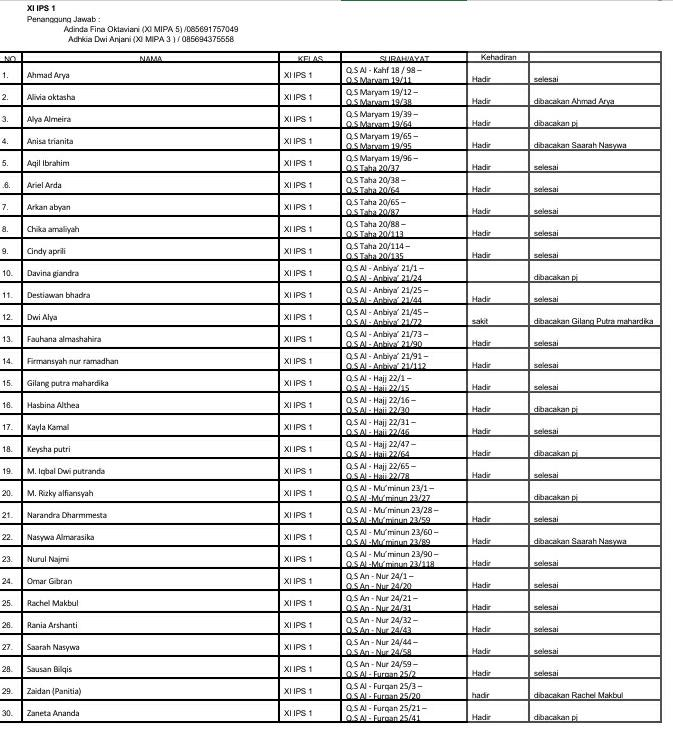 XI IPS 1
Penanggung Jawab :
Adinda Fina Oktaviani (XI MIPA 5) /085691757049
Adhkia Dwi Anjani (XI MIPA 3 ) / 085694375558
NO NAMA KELAS SURAH/AYAT Kehadiran
1. Ahmad Arya XI IPS 1 Q.S Al - Kahf 18 / 98 –
Q.S Maryam 19/11 Hadir selesai
2. Alivia oktasha XI IPS 1 Q.S Maryam 19/12 –
Q.S Maryam 19/38 Hadir dibacakan Ahmad Arya
3. Alya Almeira XI IPS 1 Q.S Maryam 19/39 –
Q.S Maryam 19/64 Hadir dibacakan pj
4. Anisa trianita XI IPS 1 Q.S Maryam 19/65 –
Q.S Maryam 19/95 Hadir dibacakan Saarah Nasywa
5. Aqil Ibrahim XI IPS 1 Q.S Maryam 19/96 –
Q.S Taha 20/37 Hadir selesai
.6. Ariel Arda XI IPS 1 Q.S Taha 20/38 –
Q.S Taha 20/64 Hadir selesai
7. Arkan abyan XI IPS 1 Q.S Taha 20/65 –
Q.S Taha 20/87 Hadir selesai
8. Chika amaliyah XI IPS 1 Q.S Taha 20/88 –
Q.S Taha 20/113 Hadir selesai
9. Cindy aprili XI IPS 1 Q.S Taha 20/114 –
Q.S Taha 20/135 Hadir selesai
10. Davina giandra XI IPS 1 Q.S Al - Anbiya' 21/1 –
Q.S Al - Anbiya' 21/24 dibacakan pj
11. Destiawan bhadra XI IPS 1 Q.S Al - Anbiya' 21/25 –
Q.S Al - Anbiya' 21/44 Hadir selesai
12. Dwi Alya XI IPS 1 Q.S Al - Anbiya' 21/45 –
Q.S Al - Anbiya' 21/72 sakit dibacakan Gilang Putra mahardika
13. Fauhana almashahira XI IPS 1 Q.S Al - Anbiya' 21/73 –
Q.S Al - Anbiya' 21/90 Hadir selesai
14. Firmansyah nur ramadhan XI IPS 1 Q.S Al - Anbiya' 21/91 –
Q.S Al - Anbiya' 21/112 Hadir selesai
15. Gilang putra mahardika XI IPS 1 Q.S Al - Hajj 22/1 –
Q.S Al - Hajj 22/15 Hadir selesai
16. Hasbina Althea XI IPS 1 Q.S Al - Hajj 22/16 –
Q.S Al - Hajj 22/30 Hadir dibacakan pj
17. Kayla Kamal XI IPS 1 Q.S Al - Hajj 22/31 –
Q.S Al - Hajj 22/46 Hadir selesai
18. Keysha putri XI IPS 1 Q.S Al - Hajj 22/47 –
Q.S Al - Hajj 22/64 Hadir dibacakan pj
19. M. Iqbal Dwi putranda XI IPS 1 Q.S Al - Hajj 22/65 –
Q.S Al - Hajj 22/78 Hadir selesai
20. M. Rizky alfiansyah XI IPS 1 Q.S Al - Mu'minun 23/1 –
Q.S Al -Mu'minun 23/27 dibacakan pj
21. Narandra Dharmmesta XI IPS 1 Q.S Al - Mu'minun 23/28 –
Q.S Al -Mu'minun 23/59 Hadir selesai
22. Nasywa Almarasika XI IPS 1 Q.S Al - Mu'minun 23/60 –
Q.S Al -Mu'minun 23/89 Hadir dibacakan Saarah Nasywa
23. Nurul Najmi XI IPS 1 Q.S Al - Mu'minun 23/90 –
Q.S Al -Mu'minun 23/118 Hadir selesai
24. Omar Gibran XI IPS 1 Q.S An - Nur 24/1 –
Q.S An - Nur 24/20 Hadir selesai
25. Rachel Makbul XI IPS 1 Q.S An - Nur 24/21 –
Q.S An - Nur 24/31 Hadir selesai
26. Rania Arshanti XI IPS 1 Q.S An - Nur 24/32 –
Q.S An - Nur 24/43 Hadir selesai
27. Saarah Nasywa XI IPS 1 Q.S An - Nur 24/44 –
Q.S An - Nur 24/58 Hadir selesai
28. Sausan Bilqis XI IPS 1 Q.S An - Nur 24/59 –
Q.S Al - Furqan 25/2 Hadir selesai
29. Zaidan (Panitia) XI IPS 1 Q.S Al - Furqan 25/3 –
Q.S Al - Furqan 25/20 hadir dibacakan Rachel Makbul
30. Zaneta Ananda XI IPS 1 Q.S Al - Furqan 25/21 –
Q.S Al - Furqan 25/41 Hadir dibacakan pj